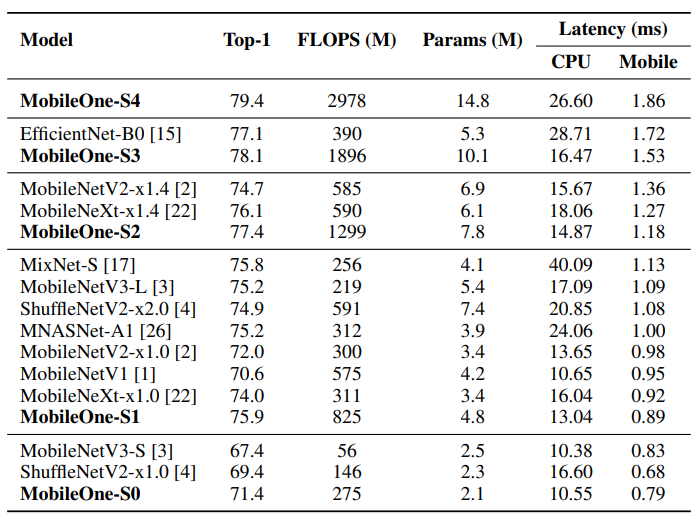 Model Top-1 FLOPS (M) Params (M) Latency (ms)
CPU Mobile
MobileOne-S4 79.4 2978 14.8 26.60 1.86
EfficientNet-B0 [15] 77.1 390 5.3 28.71 1.72
MobileOne-S3 78.1 1896 10.1 16.47 1.53
MobileNetV2-x1.4 [2] 74.7 585 6.9 15.67 1.36
MobileNeXt-x1.4 [22] 76.1 590 6.1 18.06 1.27
MobileOne-S2 77.4 1299 7.8 14.87 1.18
MixNet-S [17] 75.8 256 4.1 40.09 1.13
MobileNetV3-L [3] 75.2 219 5.4 17.09 1.09
ShuffleNetV2-x2.0 [4] 74.9 591 7.4 20.85 1.08
MNASNet-A1 [26] 75.2 312 3.9 24.06 1.00
MobileNetV2-x1.0 [2] 72.0 300 3.4 13.65 0.98
MobileNetV1 [1] 70.6 575 4.2 10.65 0.95
MobileNeXt-x1.0 [22] 74.0 311 3.4 16.04 0.92
MobileOne-S1 75.9 825 4.8 13.04 0.89
MobileNetV3-S [3] 67.4 56 2.5 10.38 0.83
ShuffleNetV2-x1.0 [4] 69.4 146 2.3 16.60 0.68
MobileOne-S0 71.4 275 2.1 10.55 0.79